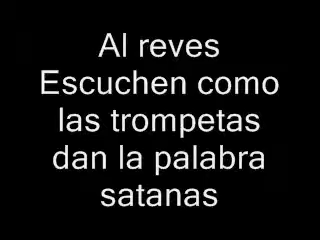 Al reves
Escuchen como
las trompetas
dan la palabra
satanas